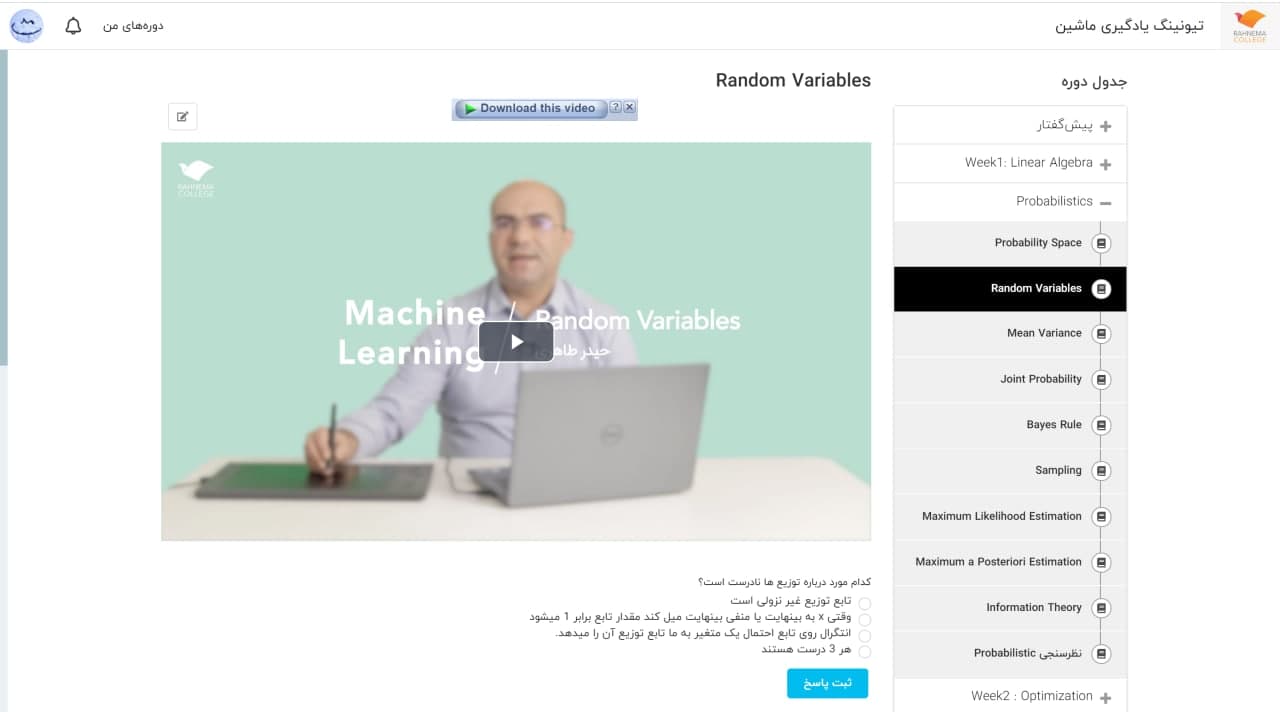 RAHNEMA
COLLEGE
تیونینگ یادگیری ماشین
دوره‌های من
جدول دوره
پیش‌گفتار
Week1: Linear Algebra
Probabilistics
Probability Space
Random Variables
Mean Variance
Joint Probability
Bayes Rule
Sampling
Maximum Likelihood Estimation
Maximum a Posteriori Estimation
Information Theory
نظرسنجی Probabilistic
Week2 : Optimization
Random Variables
Download this video
RAHNEMA
COLLEGE
Machine
Learning
Random Variables
حیدر
کدام مورد درباره توزیع ها نادرست است؟
تابع توزیع غیر نزولی است
وقتی x به بینهایت یا منفی بینهایت میل کند مقدار تابع برابر 1 میشود
انتگرال روی تابع احتمال یک متغیر به ما تابع توزیع آن را میدهد.
هر 3 درست هستند
ثبت پاسخ